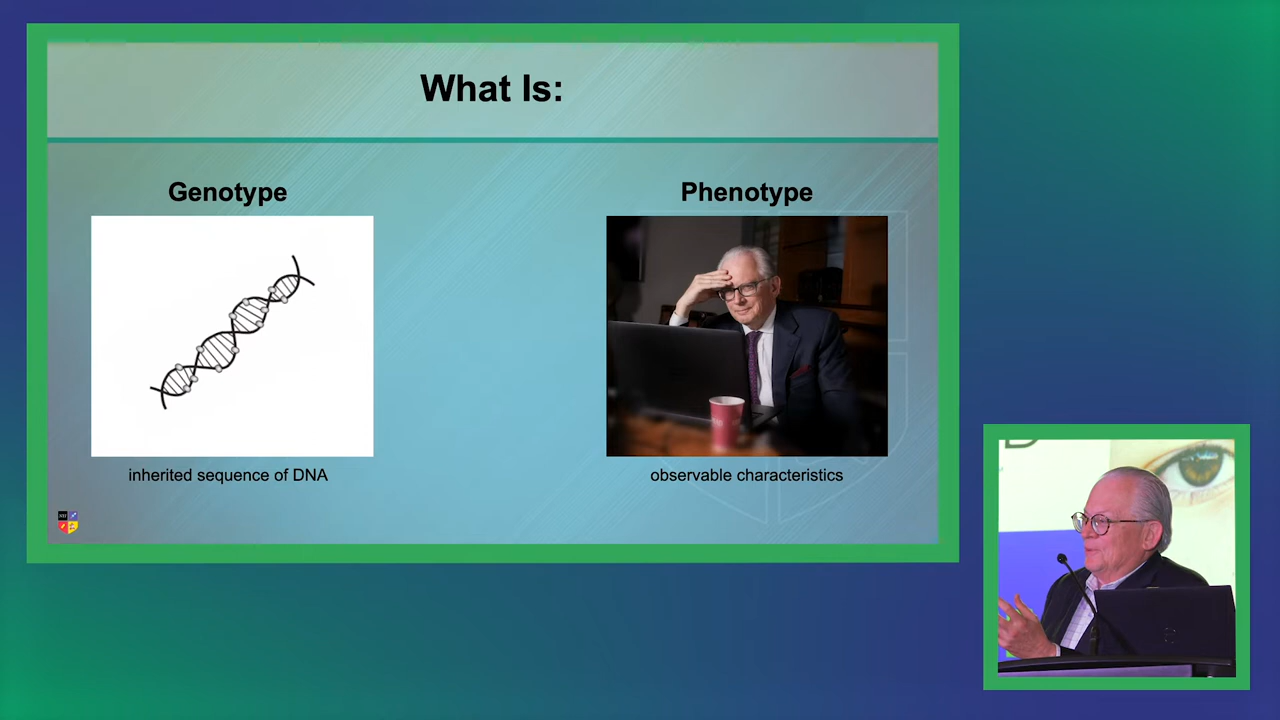 What Is:
Genotype
Phenotype
inherited sequence of DNA
observable characteristics